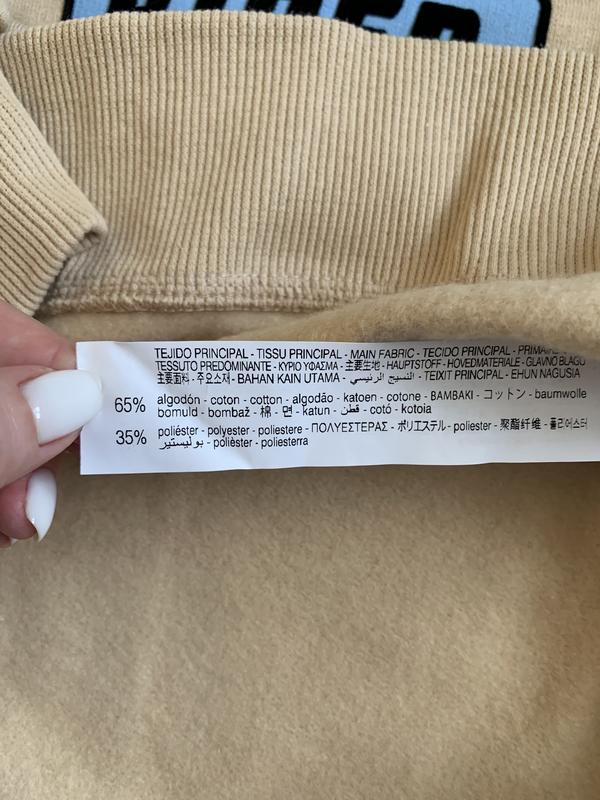 TEJIDO PRINCIPAL - TISSU PRINCIPAL - MAIN FABRIC - TECIDO PRINCIPAL -
TESSUTO PREDOMINANTE - ΚΥΡΙΟ ΥΦΑΣΜΑ - 主要生地 - HAUPTSTOFF - HOVEDMATERIALE - GLAVNO BLAGO
主要面料 - 주요소재 - BAHAN KAIN UTAMA - النسيج الرئيسي - TEIXIT PRINCIPAL - EHUN NAGUSIA
65% algodón - coton - cotton - algodão - katoen - cotone - ΒΑΜΒΑΚΙ - コットン - baumwolle
bomuld - bombaž - 棉 - 면 - katun - قطن - cotó - kotoia
35% poliéster - polyester - poliestere - ΠΟΛΥΕΣΤΕΡΑΣ - ポリエステル - poliester - 聚酯纤维 - 폴리에스터
بوليستير - polièster - poliesterra